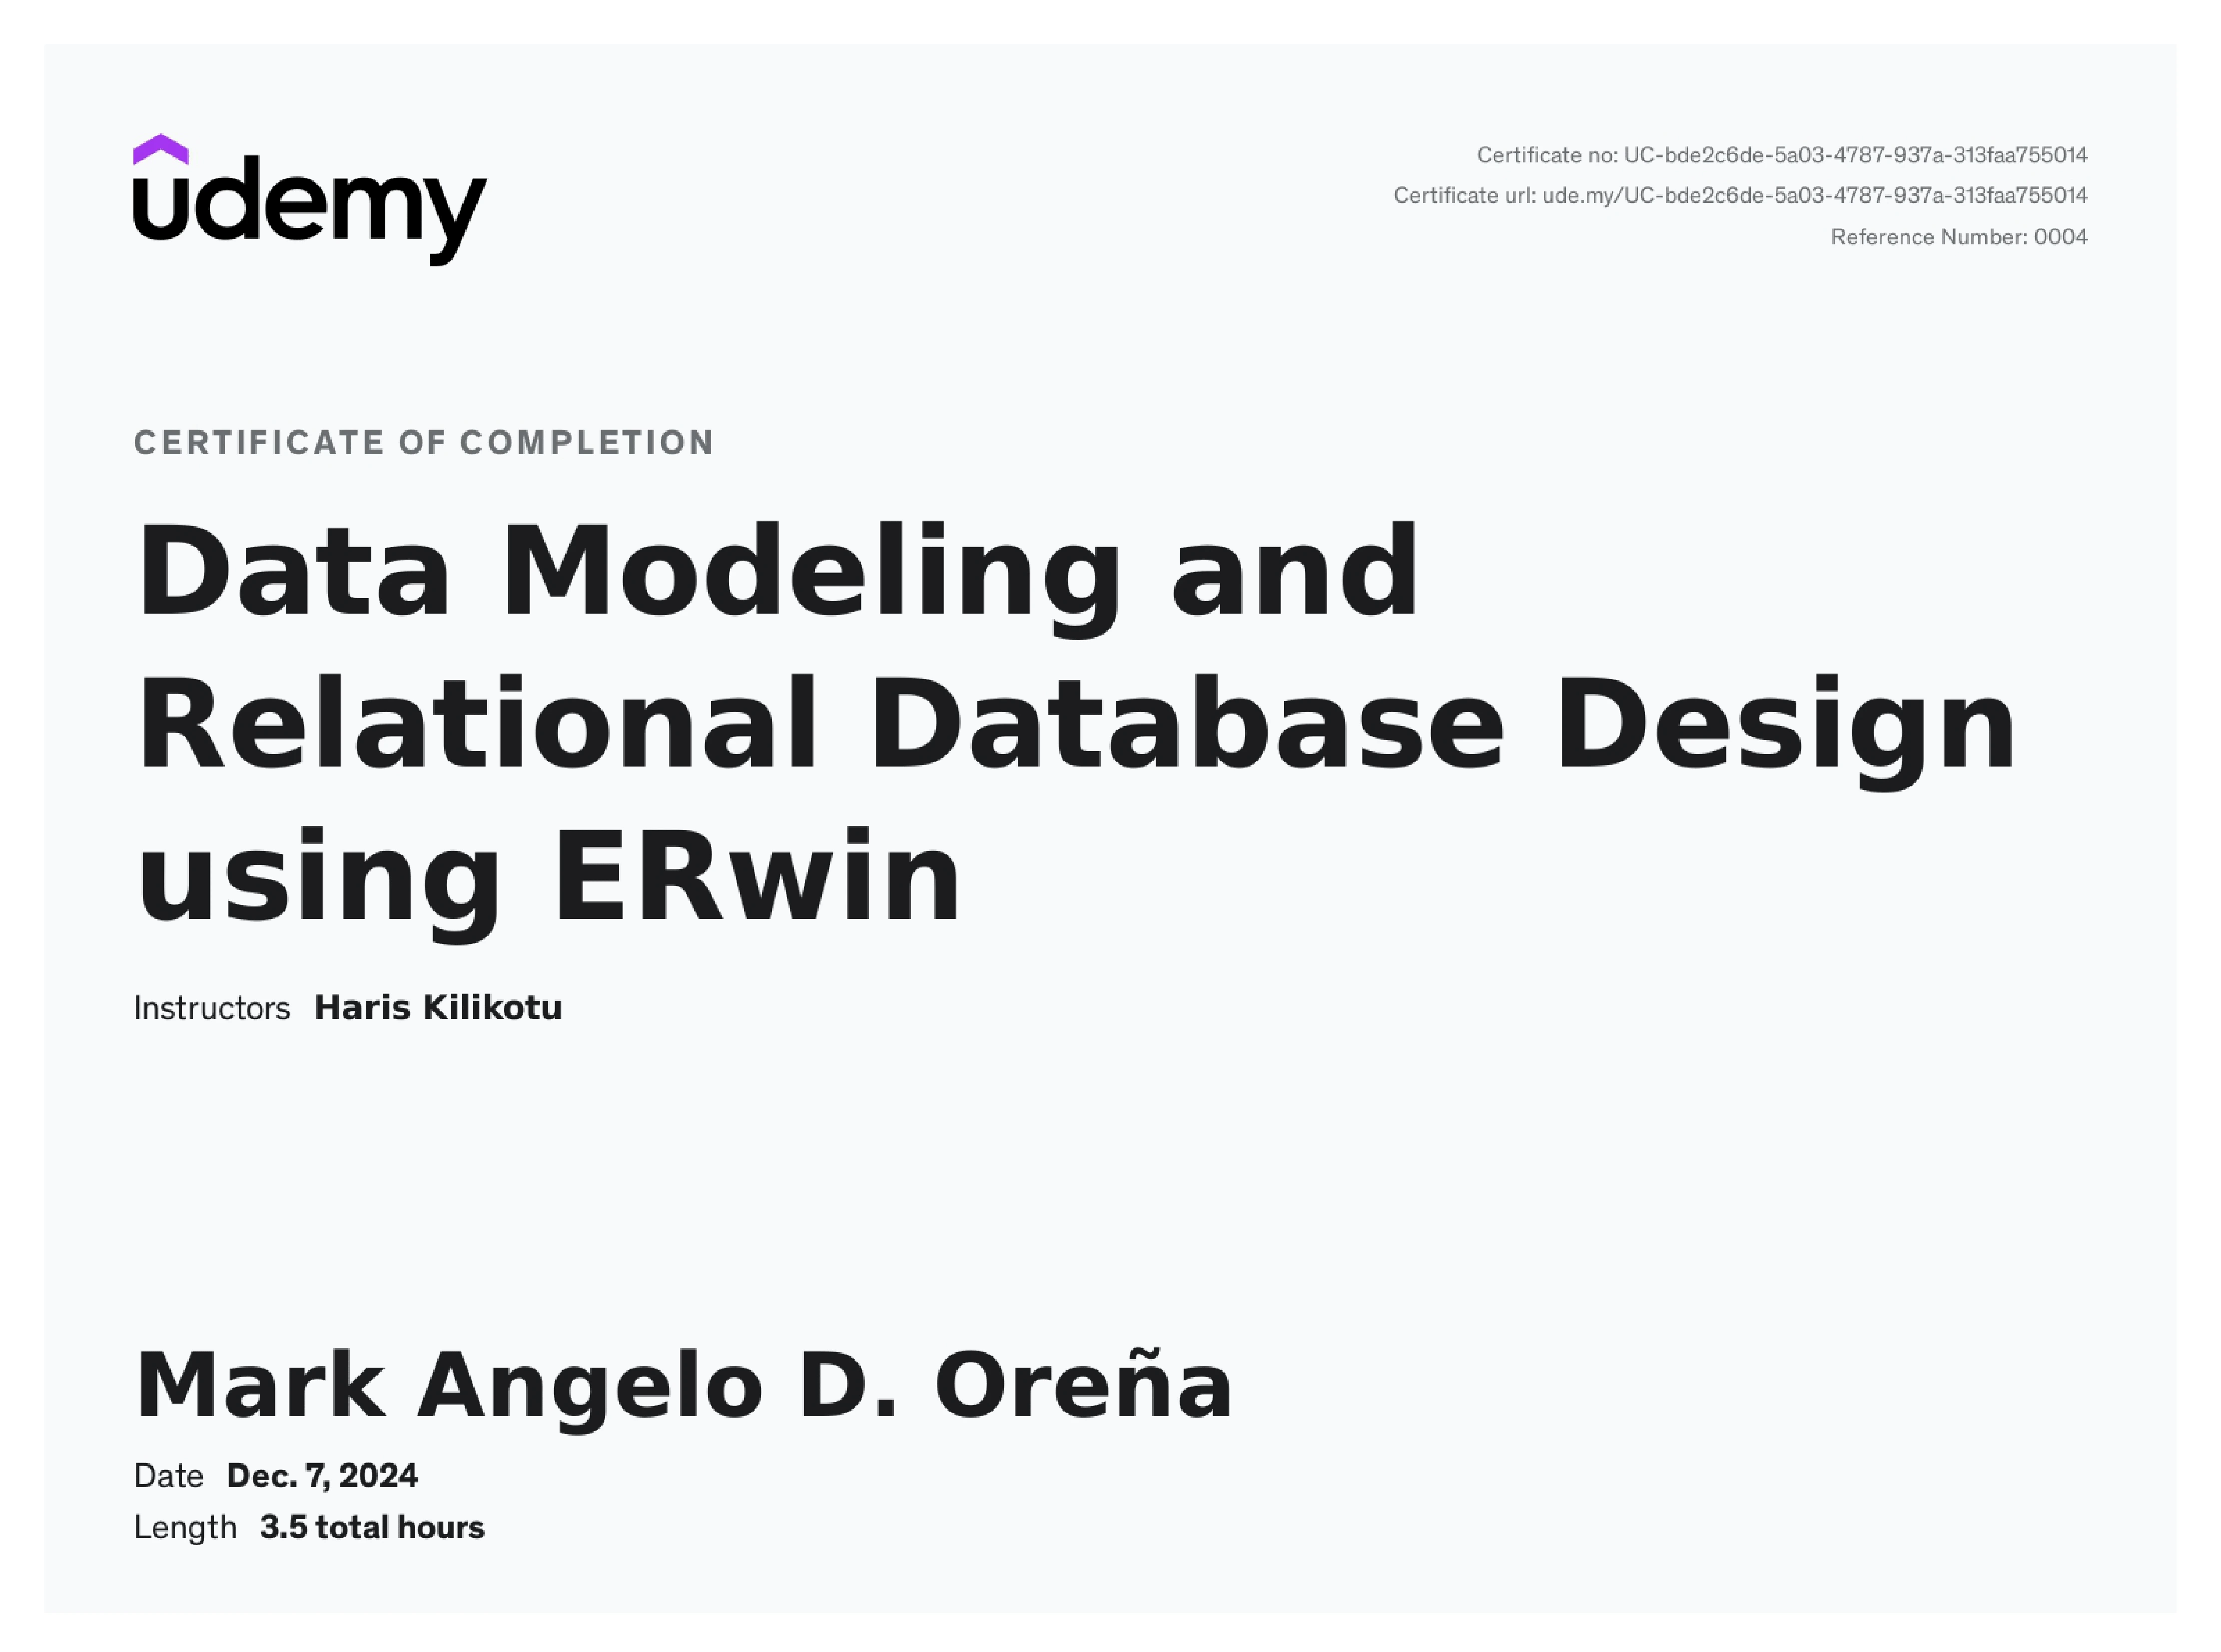 udemy
Certificate no: UC-bde2c6de-5a03-4787-937a-313faa755014
Certificate url: ude.my/UC-bde2c6de-5a03-4787-937a-313faa755014
Reference Number: 0004
CERTIFICATE OF COMPLETION
Data Modeling and
Relational Database Design
using ERwin
Instructors Haris Kilikotu
Mark Angelo D. Oreña
Date Dec. 7, 2024
Length 3.5 total hours